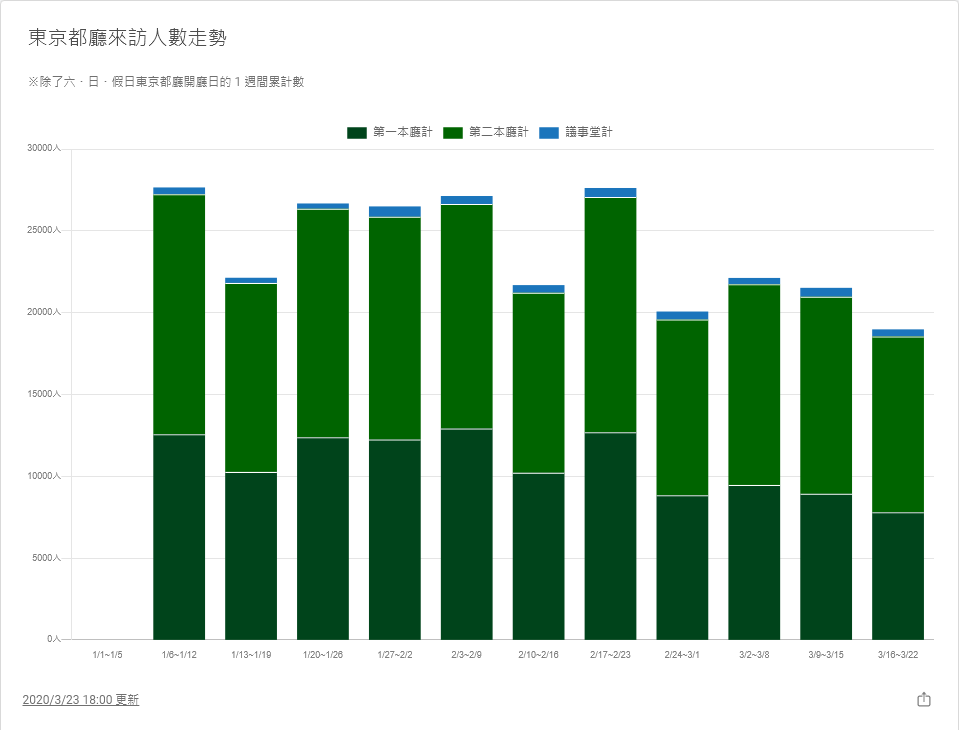 東京都廳來訪人數走勢
※除了六・日・假日東京都廳開廳日的 1 週間累計數
第一本廳計 第二本廳計 議事堂計
30000人
25000人
20000人
15000人
10000人
5000人
0人
1/1~1/5 1/6~1/12 1/13~1/19 1/20~1/26 1/27~2/2 2/3~2/9 2/10~2/16 2/17~2/23 2/24~3/1 3/2~3/8 3/9~3/15 3/16~3/22
2020/3/23 18:00 更新